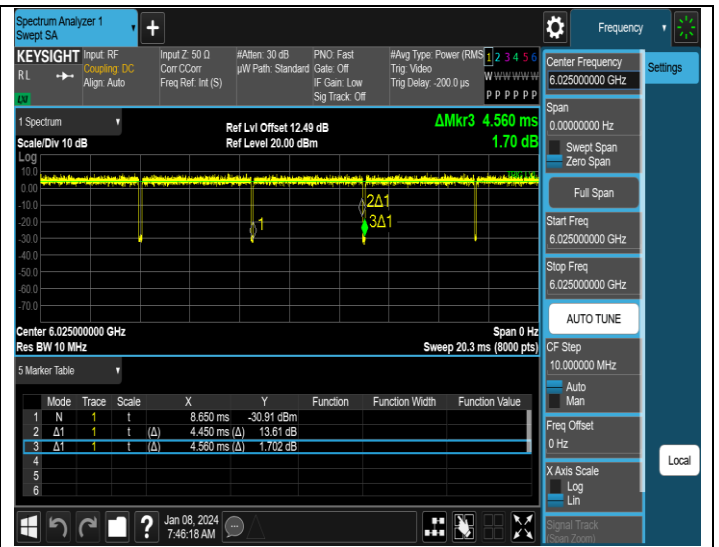 Spectrum Analyzer 1
Swept SA
+
Frequency
KEYSIGHT
RL
LXI
Input: RF
Coupling: DC
Align: Auto
Input Z: 50 Ω
Corr CCorr
Freq Ref: Int (S)
#Atten: 30 dB
µW Path: Standard
PNO: Fast
Gate: Off
IF Gain: Low
Sig Track: Off
#Avg Type: Power (RMS
Trig: Video
Trig Delay: -200.0 µs
1 2 3 4 5 6
W W W W W W
P P P P P P
1 Spectrum
Scale/Div 10 dB
Log
Ref Lvl Offset 12.49 dB
Ref Level 20.00 dBm
ΔMkr3 4.560 ms
1.70 dB
10.0
0.00
-10.0
-20.0
-30.0
-40.0
-50.0
-60.0
-70.0
1
2Δ1
3Δ1
Center 6.025000000 GHz
Res BW 10 MHz
Span 0 Hz
Sweep 20.3 ms (8000 pts)
5 Marker Table
Mode Trace Scale X Y Function Function Width Function Value
1 N 1 t 8.650 ms -30.91 dBm
2 Δ1 1 t (Δ) 4.450 ms (Δ) 13.61 dB
3 Δ1 1 t (Δ) 4.560 ms (Δ) 1.702 dB
4
5
6
?
Jan 08, 2024
7:46:18 AM
Center Frequency
6.025000000 GHz
Span
0.00000000 Hz
Swept Span
Zero Span
Full Span
Start Freq
6.025000000 GHz
Stop Freq
6.025000000 GHz
AUTO TUNE
CF Step
10.000000 MHz
Auto
Man
Freq Offset
0 Hz
X Axis Scale
Log
Lin
Signal Track
(Span Zoom)
Settings
Local